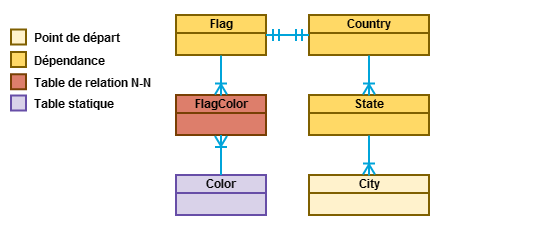 Flag
Country
Point de départ
Dépendance
Table de relation N-N
Table statique
FlagColor
State
Color
City